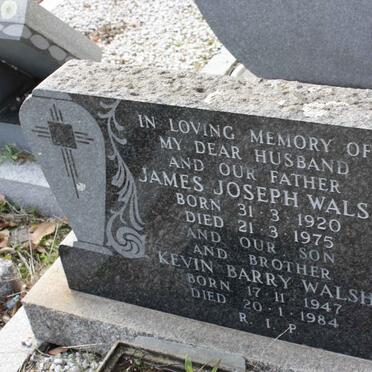 IN LOVING MEMORY OF
MY DEAR HUSBAND
AND OUR FATHER
JAMES JOSEPH WALS
BORN 31·3·1920
DIED 21·3·1975
AND OUR SON
AND BROTHER
KEVIN BARRY WALSH
BORN 17·11·1947
DIED 20·1·1984
R.I.P